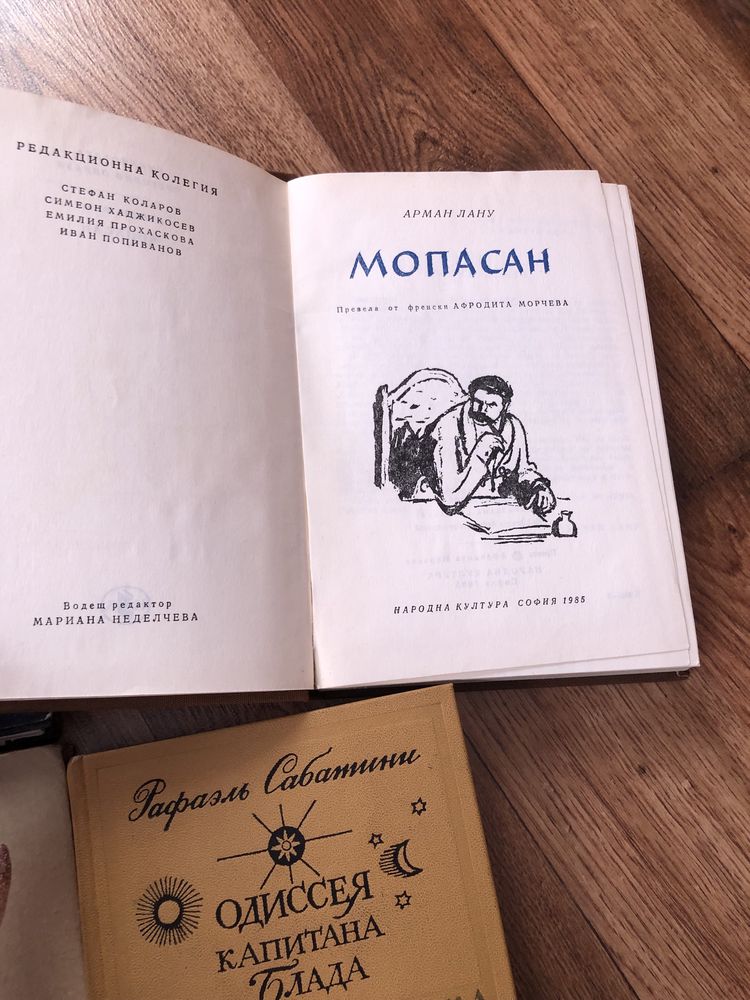 РЕДАКЦИОННА КОЛЕГИЯ
СТЕФАН КОЛАРОВ
СИМЕОН ХАДЖИКОСЕВ
ЕМИЛИЯ ПРОХАСКОВА
ИВАН ПОПИВАНОВ
Водещ редактор
МАРИАНА НЕДЕЛЧЕВА
АРМАН ЛАНУ
МОПАСАН
Превела от френски АФРОДИТА МОРЧЕВА
НАРОДНА КУЛТУРА СОФИЯ 1985
Рафаэль Сабатини
ОДИССЕЯ
КАПИТАНА
БЛАДА